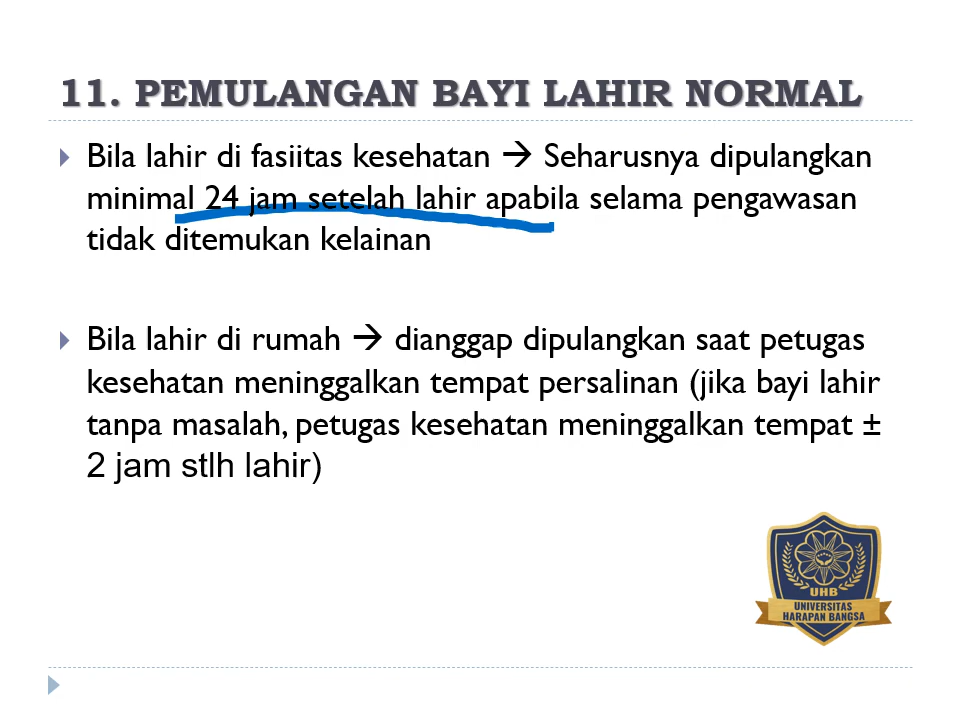 11. PEMULANGAN BAYI LAHIR NORMAL
Bila lahir di fasiitas kesehatan → Seharusnya dipulangkan
minimal 24 jam setelah lahir apabila selama pengawasan
tidak ditemukan kelainan
Bila lahir di rumah → dianggap dipulangkan saat petugas
kesehatan meninggalkan tempat persalinan (jika bayi lahir
tanpa masalah, petugas kesehatan meninggalkan tempat ±
2 jam stlh lahir)
UHB
UNIVERSITAS
HARAPAN BANGSA